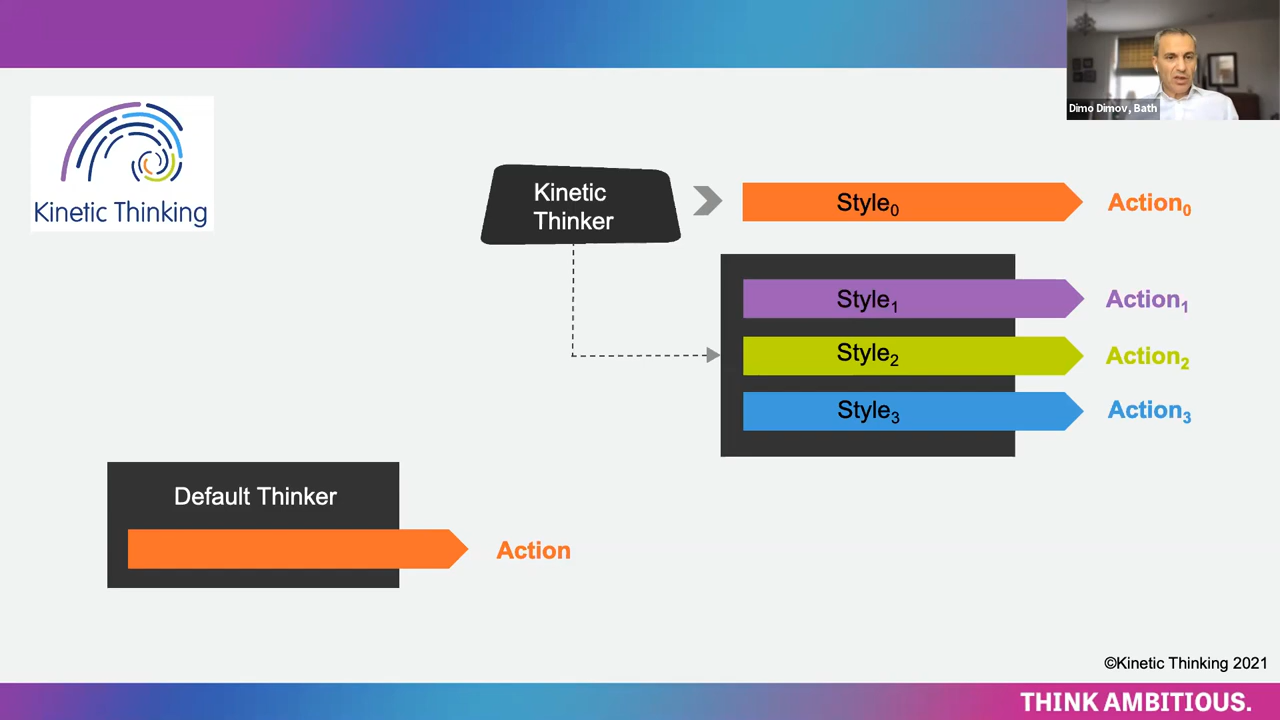 Dimo Dimov, Bath
Kinetic Thinking
Kinetic
Thinker
Style₀
Action₀
Style₁
Action₁
Style₂
Action₂
Style₃
Action₃
Default Thinker
Action
©Kinetic Thinking 2021
THINK AMBITIOUS.